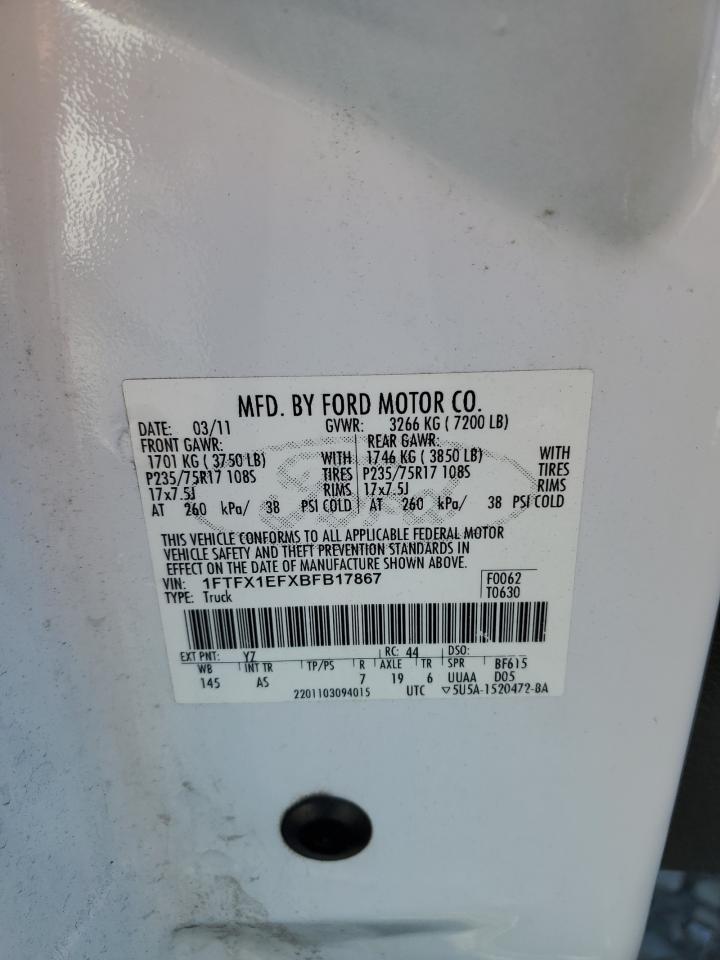 MFD. BY FORD MOTOR CO.
DATE: 03/11 GVWR: 3266 KG ( 7200 LB)
FRONT GAWR: REAR GAWR:
1701 KG ( 3750 LB) WITH 1746 KG ( 3850 LB) WITH
P235/75R17 108S TIRES P235/75R17 108S TIRES
17x7.5J RIMS 17x7.5J RIMS
AT 260 kPa/ 38 PSI COLD AT 260 kPa/ 38 PSI COLD
THIS VEHICLE CONFORMS TO ALL APPLICABLE FEDERAL MOTOR
VEHICLE SAFETY AND THEFT PREVENTION STANDARDS IN
EFFECT ON THE DATE OF MANUFACTURE SHOWN ABOVE.
VIN: 1FTFX1EFXBFB17867 F0062
TYPE: Truck T0630
EXT PNT: YZ RC: 44 DSO:
WB INT TR TP/PS R AXLE TR SPR BF615
145 AS 7 19 6 UUAA D05
2201103094015 UTC ▽5U5A-1520472-BA